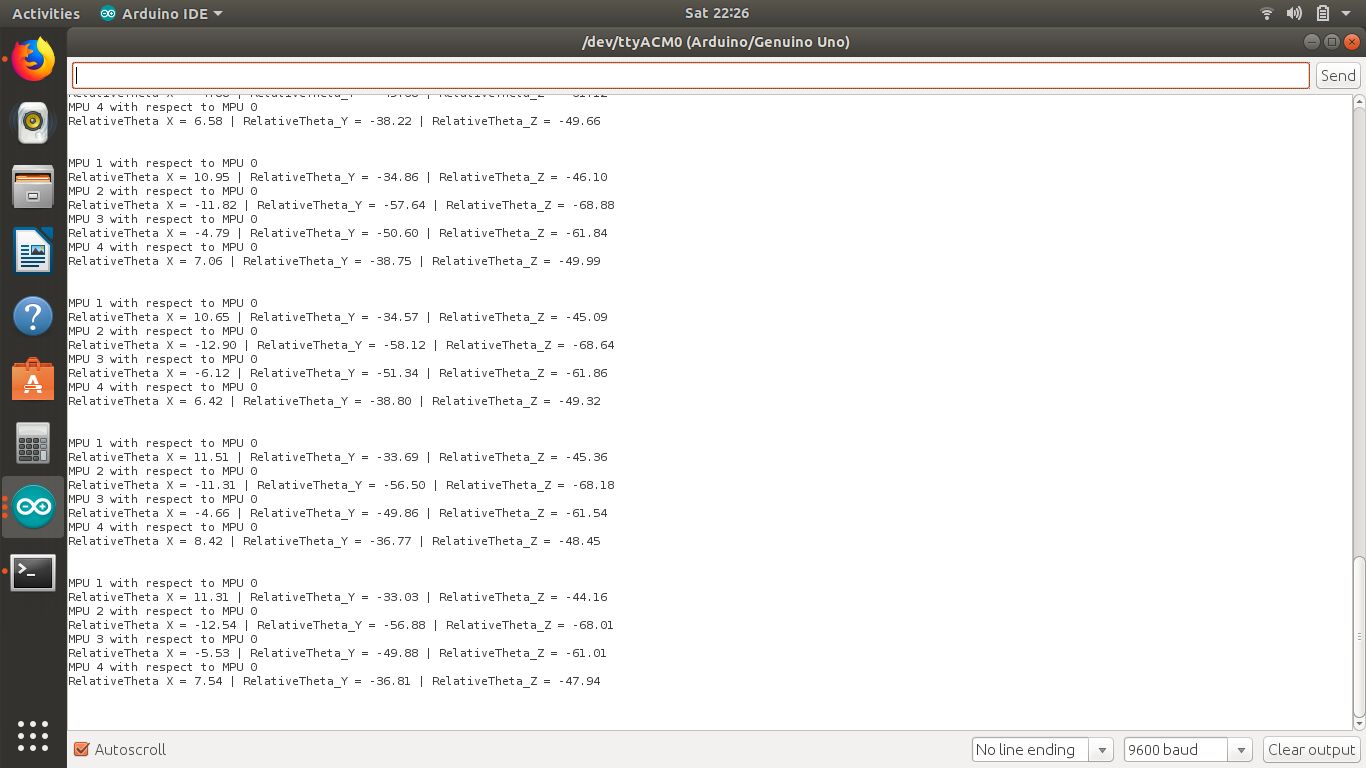 Activities Arduino IDE Sat 22:26
/dev/ttyACM0 (Arduino/Genuino Uno)
Send
MPU 4 with respect to MPU 0
RelativeTheta X = 6.58 | RelativeTheta_Y = -38.22 | RelativeTheta_Z = -49.66
MPU 1 with respect to MPU 0
RelativeTheta X = 10.95 | RelativeTheta_Y = -34.86 | RelativeTheta_Z = -46.10
MPU 2 with respect to MPU 0
RelativeTheta X = -11.82 | RelativeTheta_Y = -57.64 | RelativeTheta_Z = -68.88
MPU 3 with respect to MPU 0
RelativeTheta X = -4.79 | RelativeTheta_Y = -50.60 | RelativeTheta_Z = -61.84
MPU 4 with respect to MPU 0
RelativeTheta X = 7.06 | RelativeTheta_Y = -38.75 | RelativeTheta_Z = -49.99
MPU 1 with respect to MPU 0
RelativeTheta X = 10.65 | RelativeTheta_Y = -34.57 | RelativeTheta_Z = -45.09
MPU 2 with respect to MPU 0
RelativeTheta X = -12.90 | RelativeTheta_Y = -58.12 | RelativeTheta_Z = -68.64
MPU 3 with respect to MPU 0
RelativeTheta X = -6.12 | RelativeTheta_Y = -51.34 | RelativeTheta_Z = -61.86
MPU 4 with respect to MPU 0
RelativeTheta X = 6.42 | RelativeTheta_Y = -38.80 | RelativeTheta_Z = -49.32
MPU 1 with respect to MPU 0
RelativeTheta X = 11.51 | RelativeTheta_Y = -33.69 | RelativeTheta_Z = -45.36
MPU 2 with respect to MPU 0
RelativeTheta X = -11.31 | RelativeTheta_Y = -56.50 | RelativeTheta_Z = -68.18
MPU 3 with respect to MPU 0
RelativeTheta X = -4.66 | RelativeTheta_Y = -49.86 | RelativeTheta_Z = -61.54
MPU 4 with respect to MPU 0
RelativeTheta X = 8.42 | RelativeTheta_Y = -36.77 | RelativeTheta_Z = -48.45
MPU 1 with respect to MPU 0
RelativeTheta X = 11.31 | RelativeTheta_Y = -33.03 | RelativeTheta_Z = -44.16
MPU 2 with respect to MPU 0
RelativeTheta X = -12.54 | RelativeTheta_Y = -56.88 | RelativeTheta_Z = -68.01
MPU 3 with respect to MPU 0
RelativeTheta X = -5.53 | RelativeTheta_Y = -49.88 | RelativeTheta_Z = -61.01
MPU 4 with respect to MPU 0
RelativeTheta X = 7.54 | RelativeTheta_Y = -36.81 | RelativeTheta_Z = -47.94
Autoscroll No line ending 9600 baud Clear output